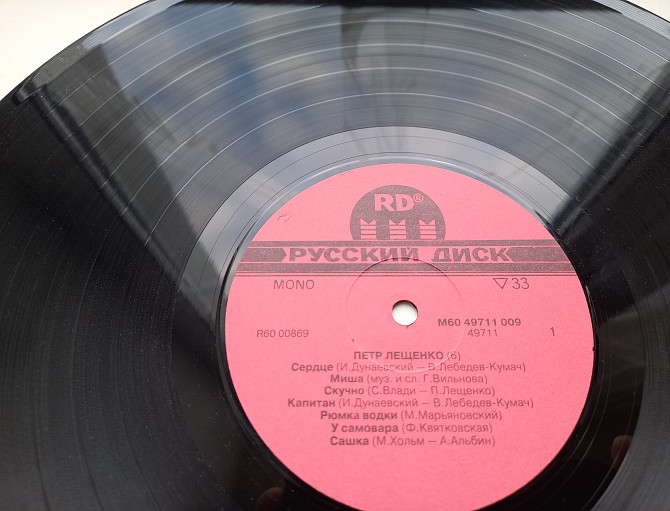 RD®
РУССКИЙ ДИСК
MONO
▽33
М60 49711 009
R60 00869
49711
1
ПЕТР ЛЕЩЕНКО (6)
Сердце (И.Дунаевский — В.Лебедев-Кумач)
Миша (муз. и сл. Г.Вильнова)
Скучно (С.Влади — П.Лещенко)
Капитан (И.Дунаевский — В.Лебедев-Кумач)
Рюмка водки (М.Марьяновский)
У самовара (Ф.Квятковская)
Сашка (М.Хольм — А.Альбин)